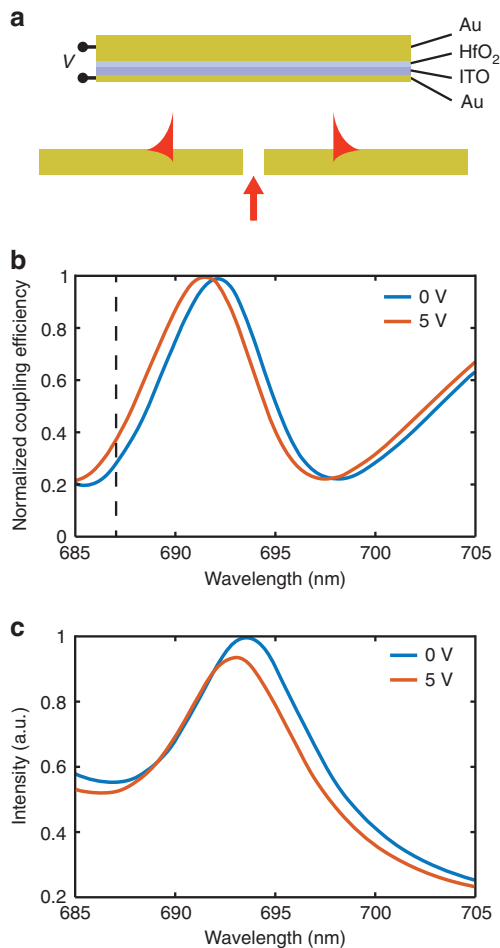 a
V
Au
HfO₂
ITO
Au
b
Normalized coupling efficiency
1
0.8
0.6
0.4
0.2
0
0 V
5 V
685
690
695
700
705
Wavelength (nm)
c
Intensity (a.u.)
1
0.8
0.6
0.4
0.2
0 V
5 V
685
690
695
700
705
Wavelength (nm)